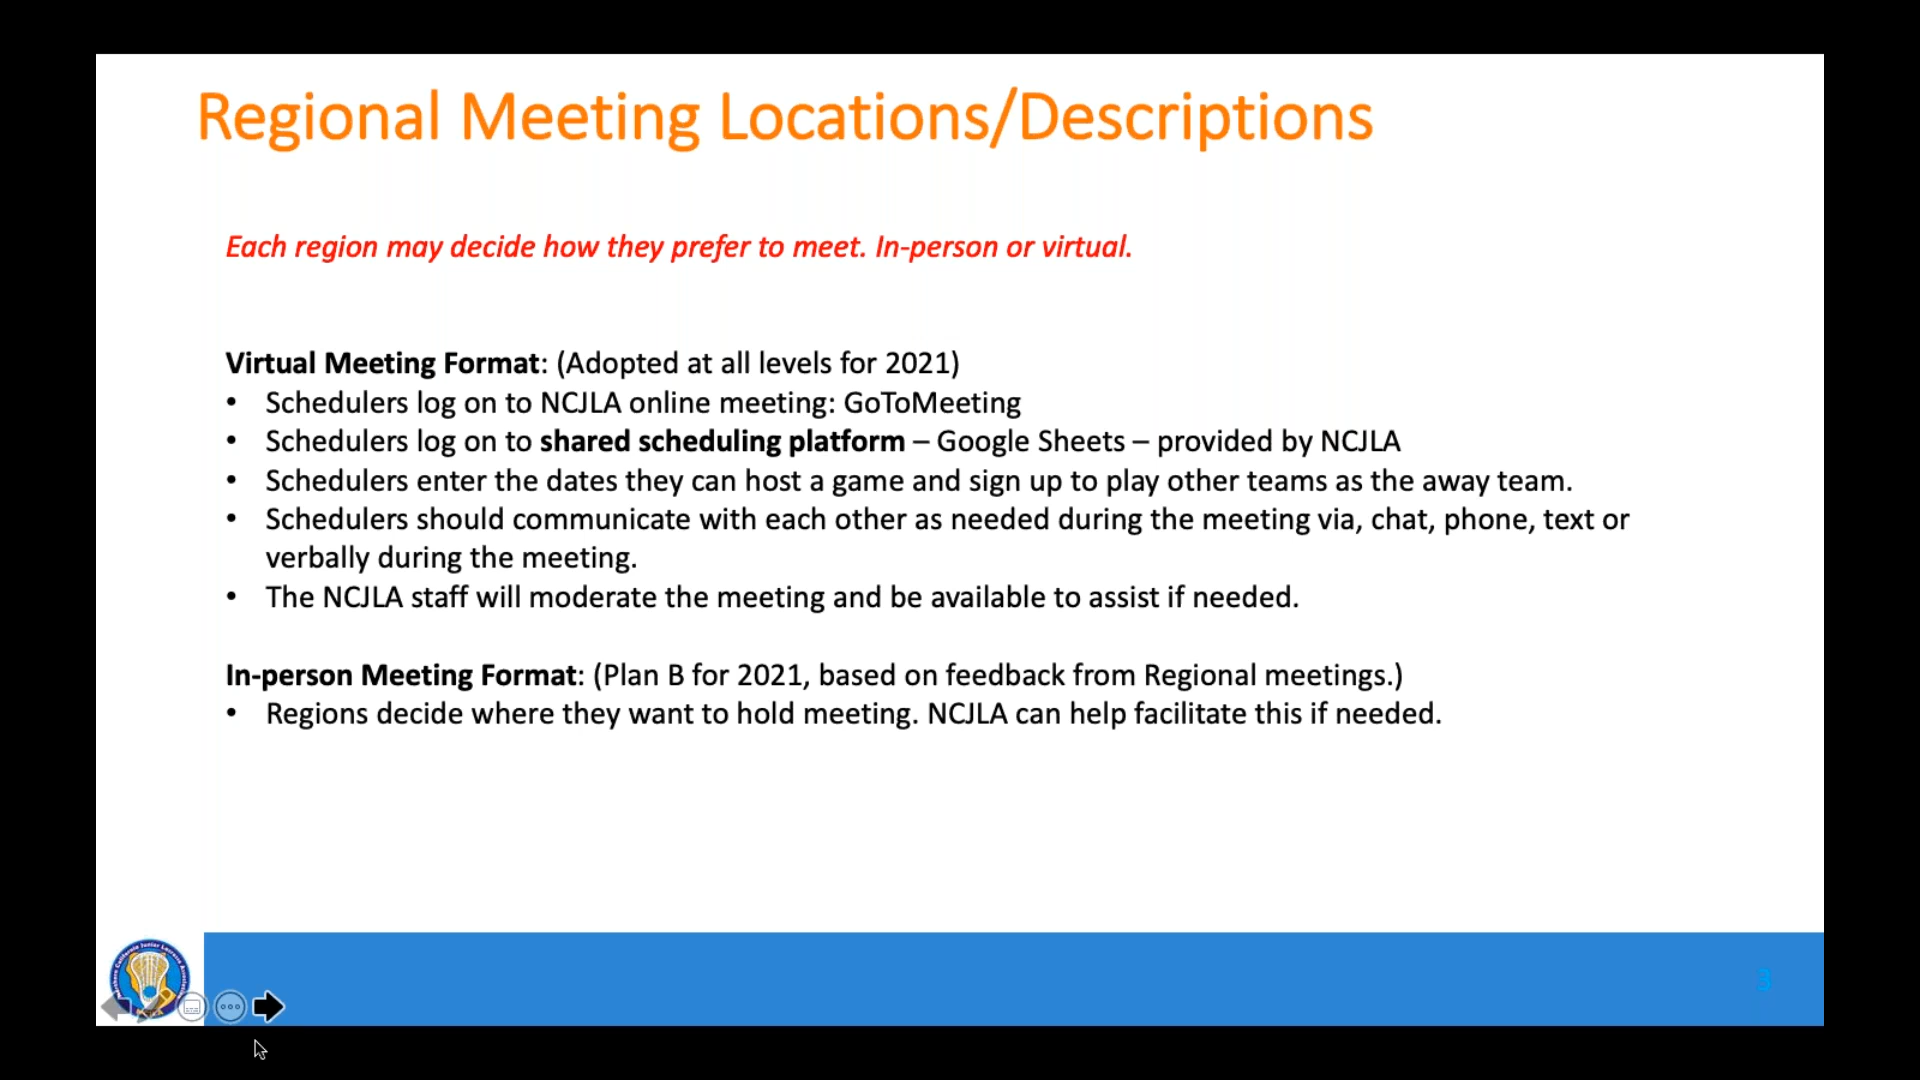 Regional Meeting Locations/Descriptions
Each region may decide how they prefer to meet. In-person or virtual.
Virtual Meeting Format: (Adopted at all levels for 2021)
• Schedulers log on to NCJLA online meeting: GoToMeeting
• Schedulers log on to shared scheduling platform – Google Sheets – provided by NCJLA
• Schedulers enter the dates they can host a game and sign up to play other teams as the away team.
• Schedulers should communicate with each other as needed during the meeting via, chat, phone, text or
verbally during the meeting.
• The NCJLA staff will moderate the meeting and be available to assist if needed.
In-person Meeting Format: (Plan B for 2021, based on feedback from Regional meetings.)
• Regions decide where they want to hold meeting. NCJLA can help facilitate this if needed.
3